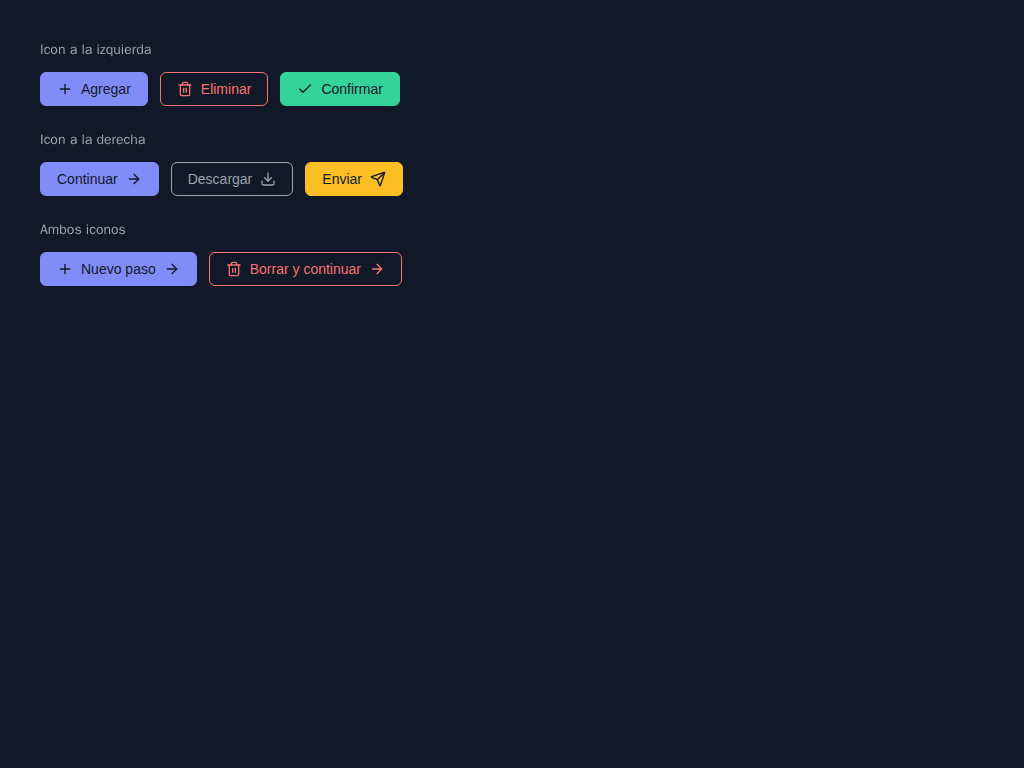 Icon a la izquierda
Agregar Eliminar Confirmar
Icon a la derecha
Continuar Descargar Enviar
Ambos iconos
Nuevo paso Borrar y continuar